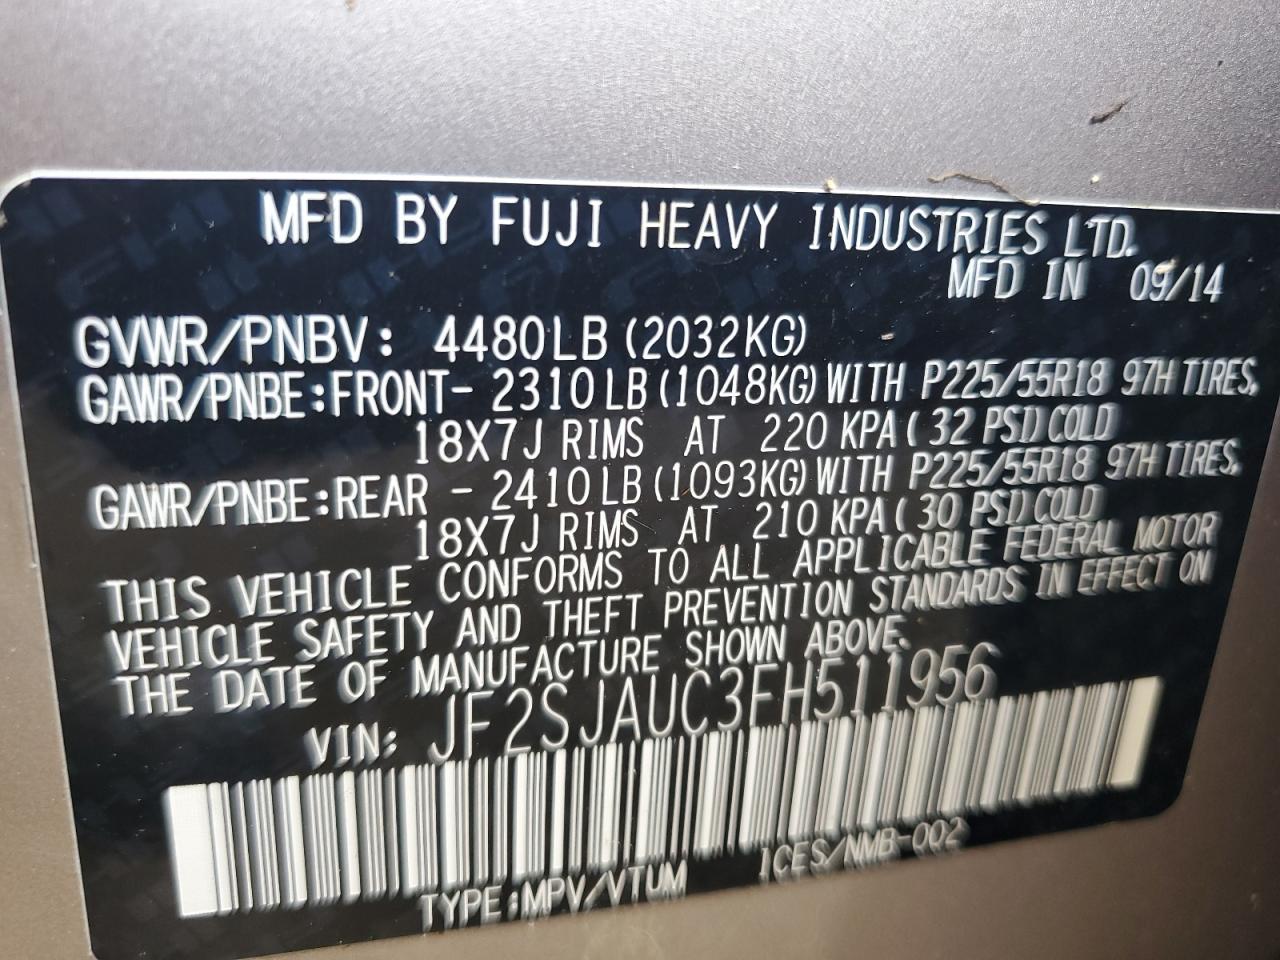 MFD BY FUJI HEAVY INDUSTRIES LTD.
MFD IN 09/14
GVWR/PNBV: 4480LB (2032KG)
GAWR/PNBE:FRONT- 2310LB (1048KG) WITH P225/55R18 97H TIRES,
18X7J RIMS AT 220 KPA ( 32 PSI) COLD
GAWR/PNBE:REAR - 2410LB (1093KG) WITH P225/55R18 97H TIRES,
18X7J RIMS AT 210 KPA ( 30 PSI) COLD
THIS VEHICLE CONFORMS TO ALL APPLICABLE FEDERAL MOTOR
VEHICLE SAFETY AND THEFT PREVENTION STANDARDS IN EFFECT ON
THE DATE OF MANUFACTURE SHOWN ABOVE.
VIN: JF2SJAUC3FH511956
TYPE:MPV/VTUM ICES/NMB-002